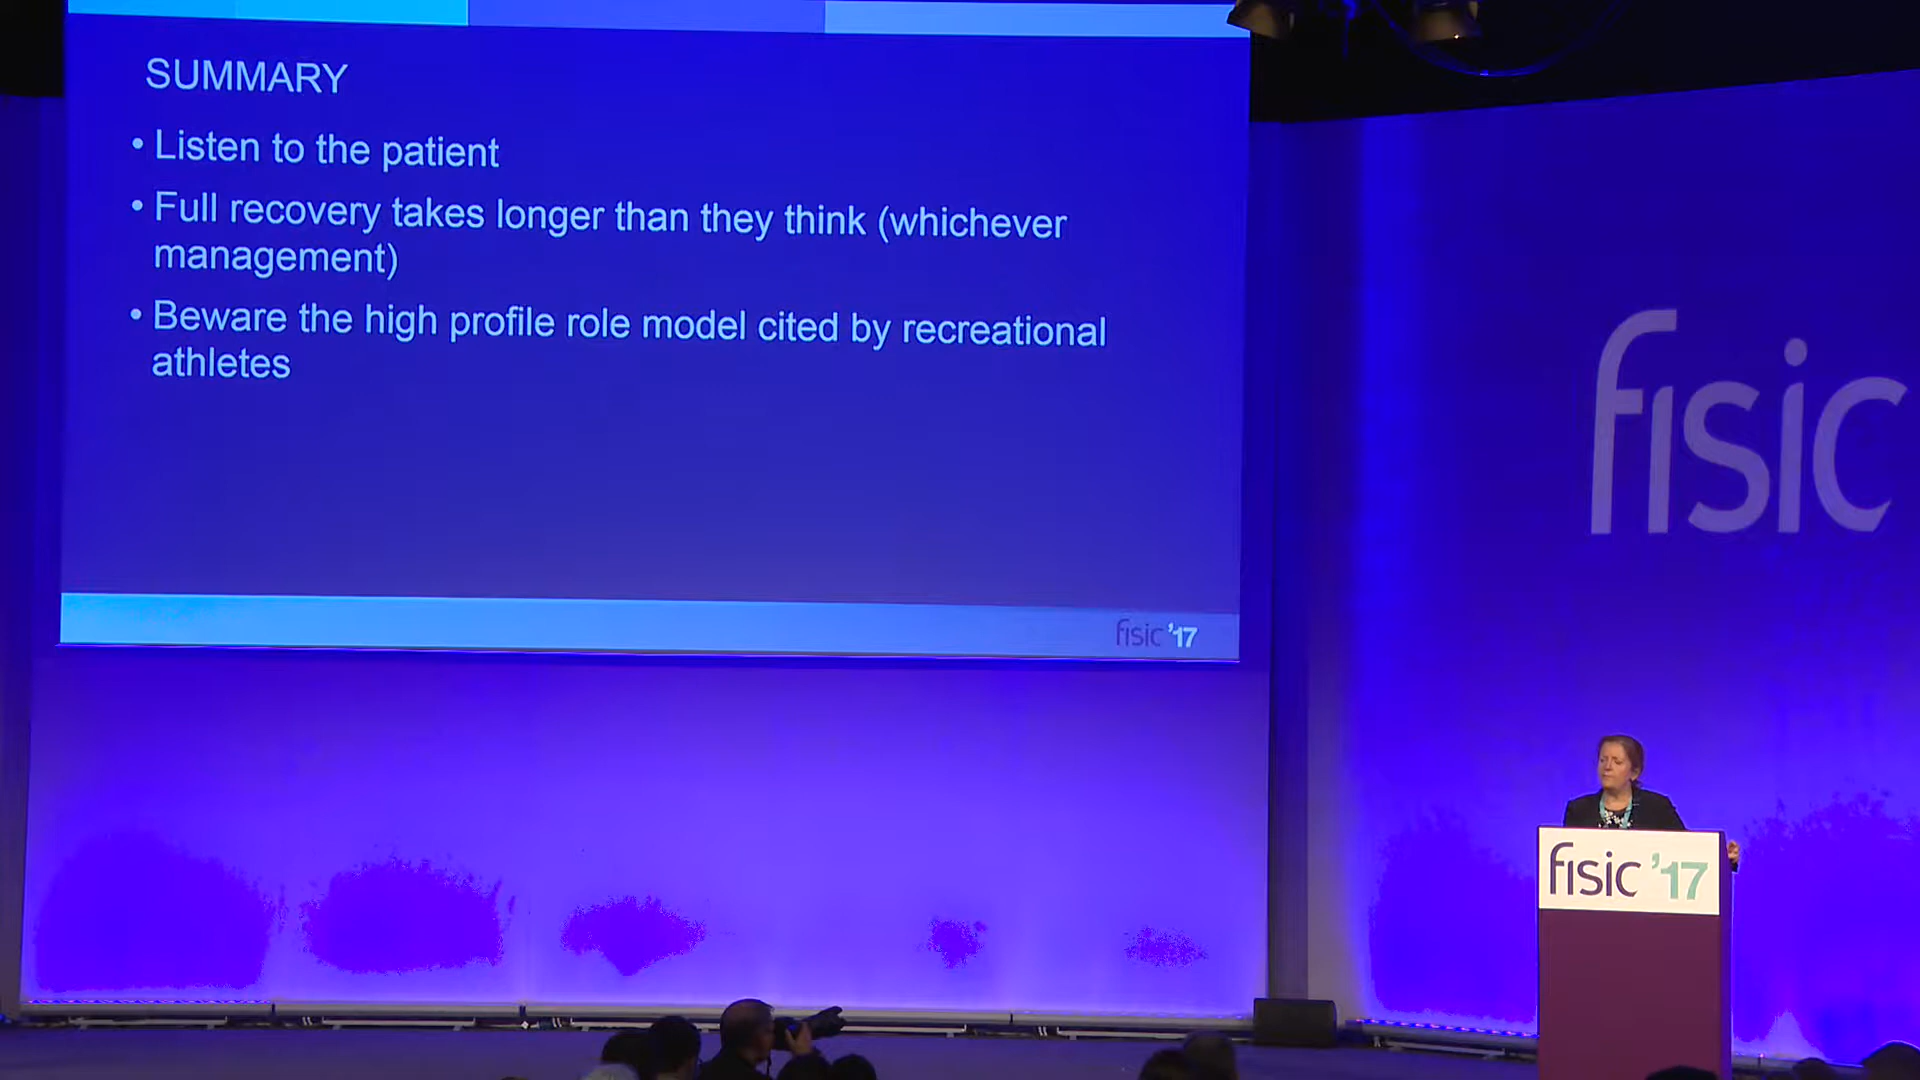 SUMMARY
• Listen to the patient
• Full recovery takes longer than they think (whichever
management)
• Beware the high profile role model cited by recreational
athletes
fisic '17
fisic
fisic '17